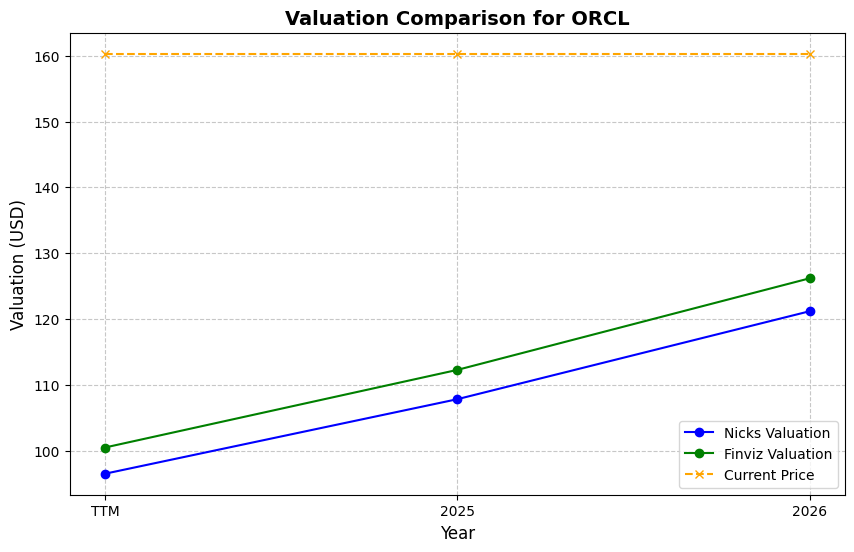 Valuation Comparison for ORCL
Valuation (USD)
160
150
140
130
120
110
100
TTM
2025
2026
Year
Nicks Valuation
Finviz Valuation
Current Price